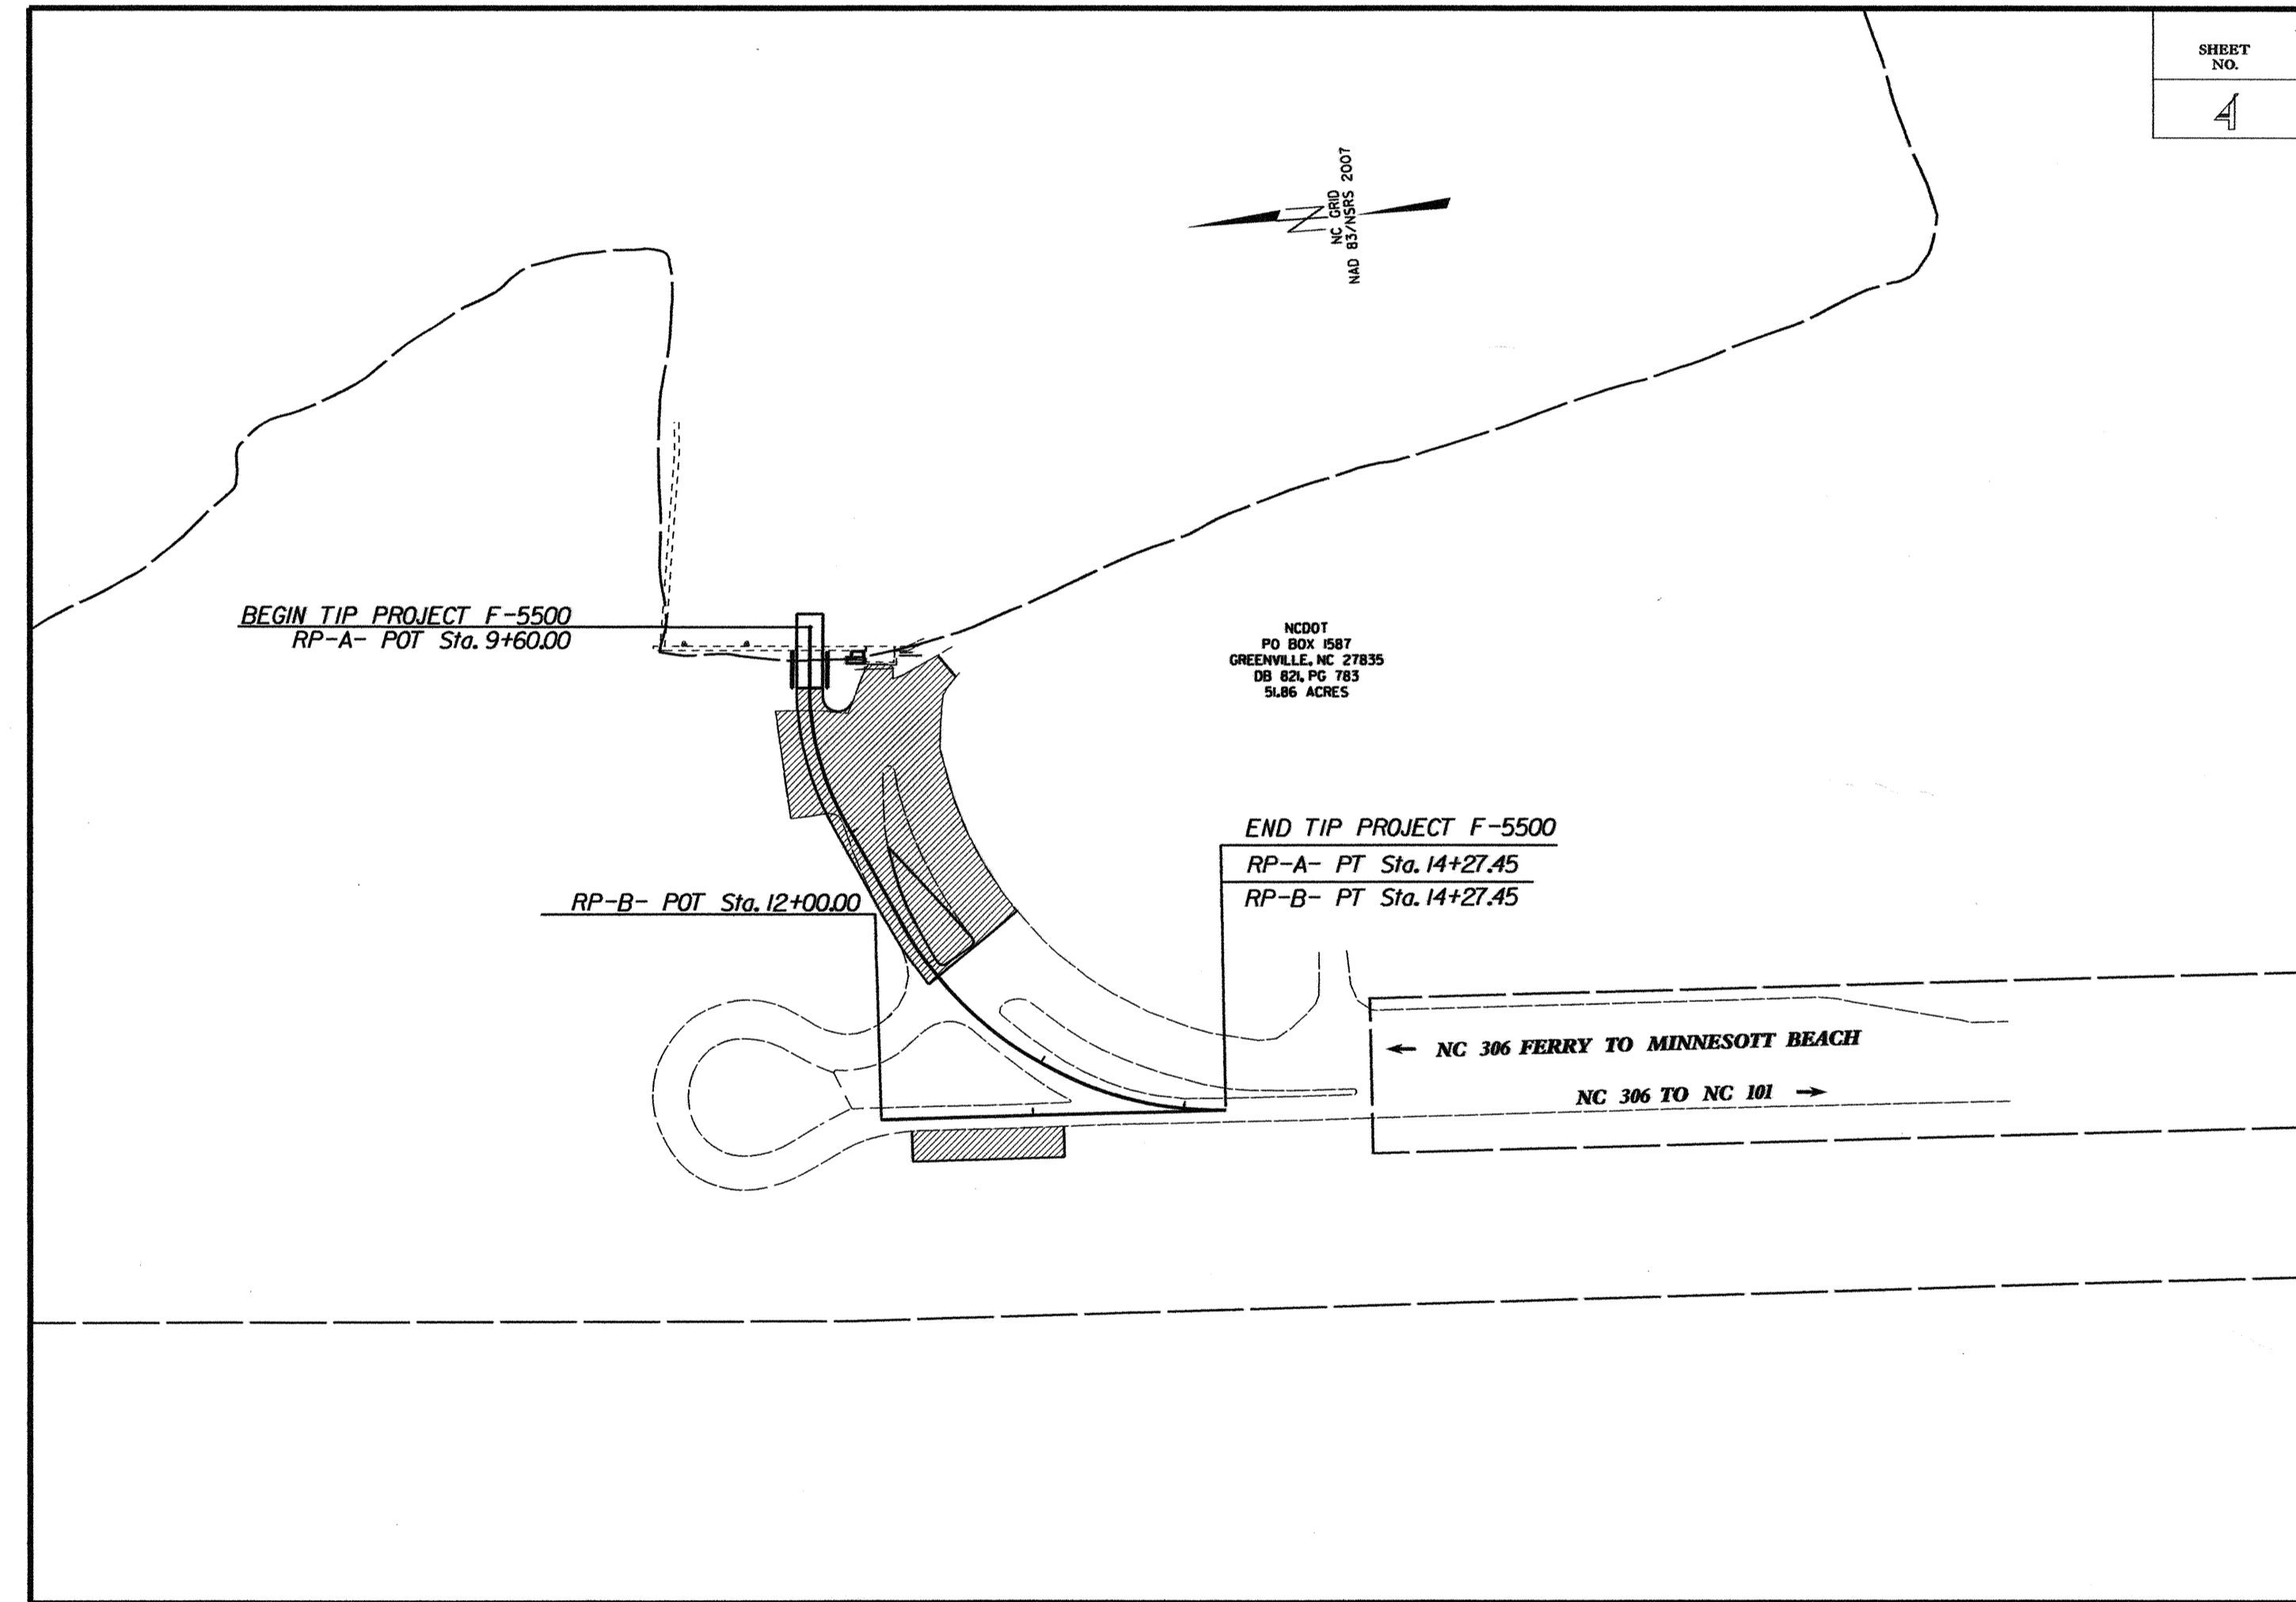 SHEET
NO.
4
NC GRID
NAD 83/NSRS 2007
BEGIN TIP PROJECT F-5500
RP-A- POT Sta. 9+60.00
NCDOT
PO BOX 1587
GREENVILLE, NC 27835
DB 821, PG 783
51.86 ACRES
END TIP PROJECT F-5500
RP-A- PT Sta. 14+27.45
RP-B- PT Sta. 14+27.45
RP-B- POT Sta. 12+00.00
← NC 306 FERRY TO MINNESOTT BEACH
NC 306 TO NC 101 →